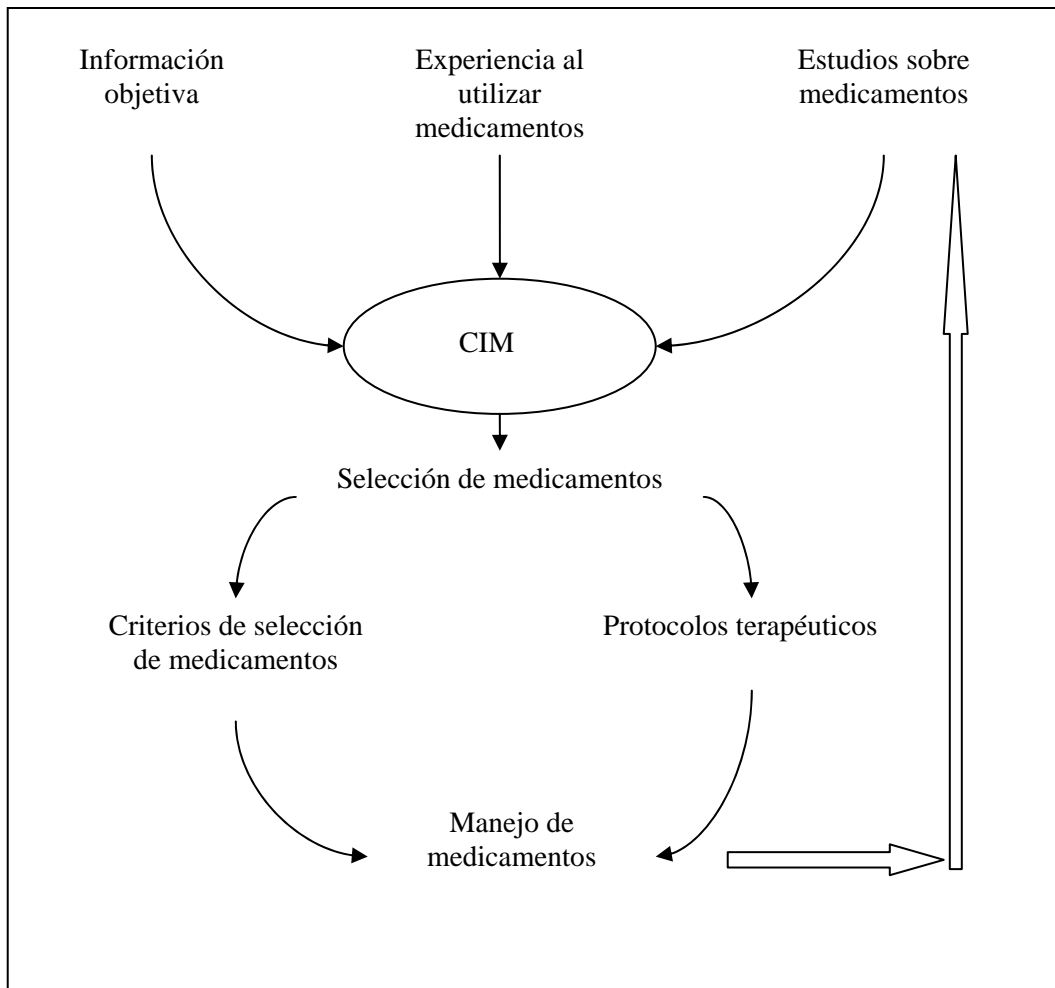 Información
objetiva
Experiencia al
utilizar
medicamentos
Estudios sobre
medicamentos
CIM
Selección de medicamentos
Criterios de selección
de medicamentos
Protocolos terapéuticos
Manejo de
medicamentos